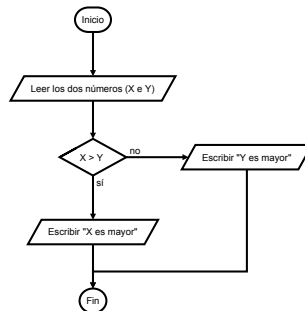 Inicio
Leer los dos números (X e Y)
X > Y
no
Escribir "Y es mayor"
sí
Escribir "X es mayor"
Fin